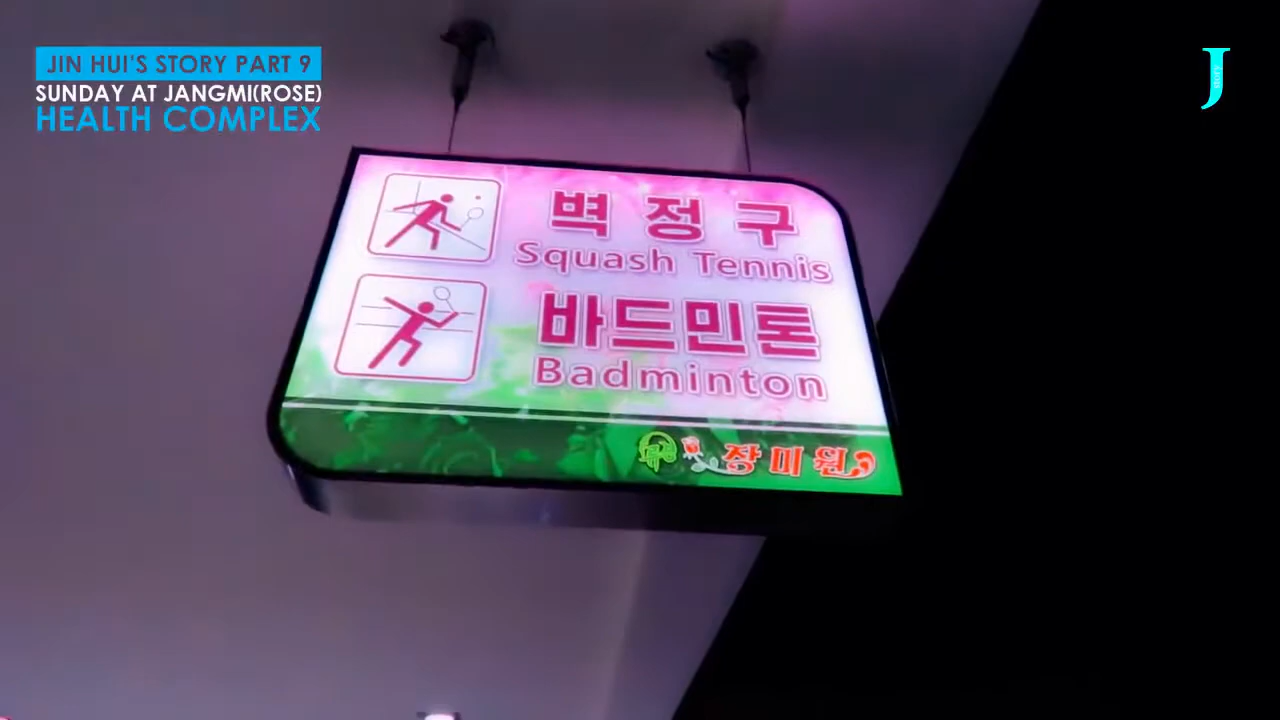 JIN HUI'S STORY PART 9
SUNDAY AT JANGMI(ROSE)
HEALTH COMPLEX
J
벽정구
Squash Tennis
바드민톤
Badminton
장미원